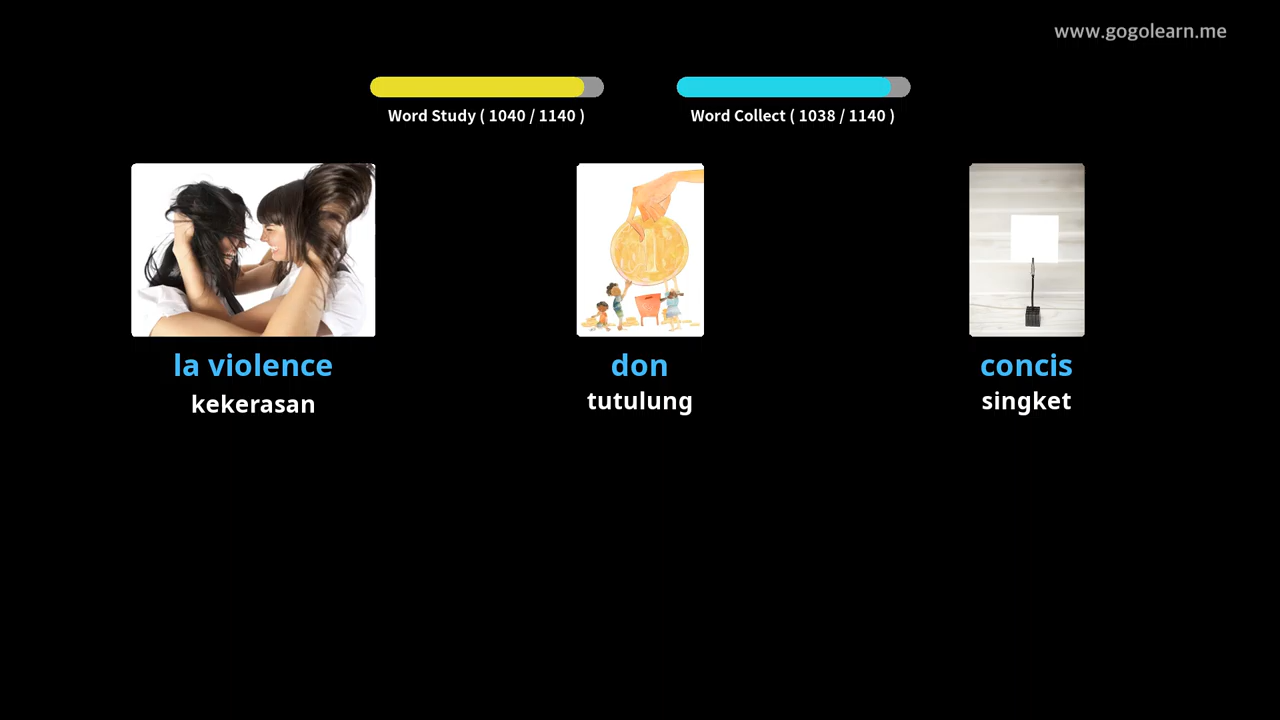 www.gogolearn.me
Word Study ( 1040 / 1140 )
Word Collect ( 1038 / 1140 )
la violence
kekerasan
don
tutulung
concis
singket